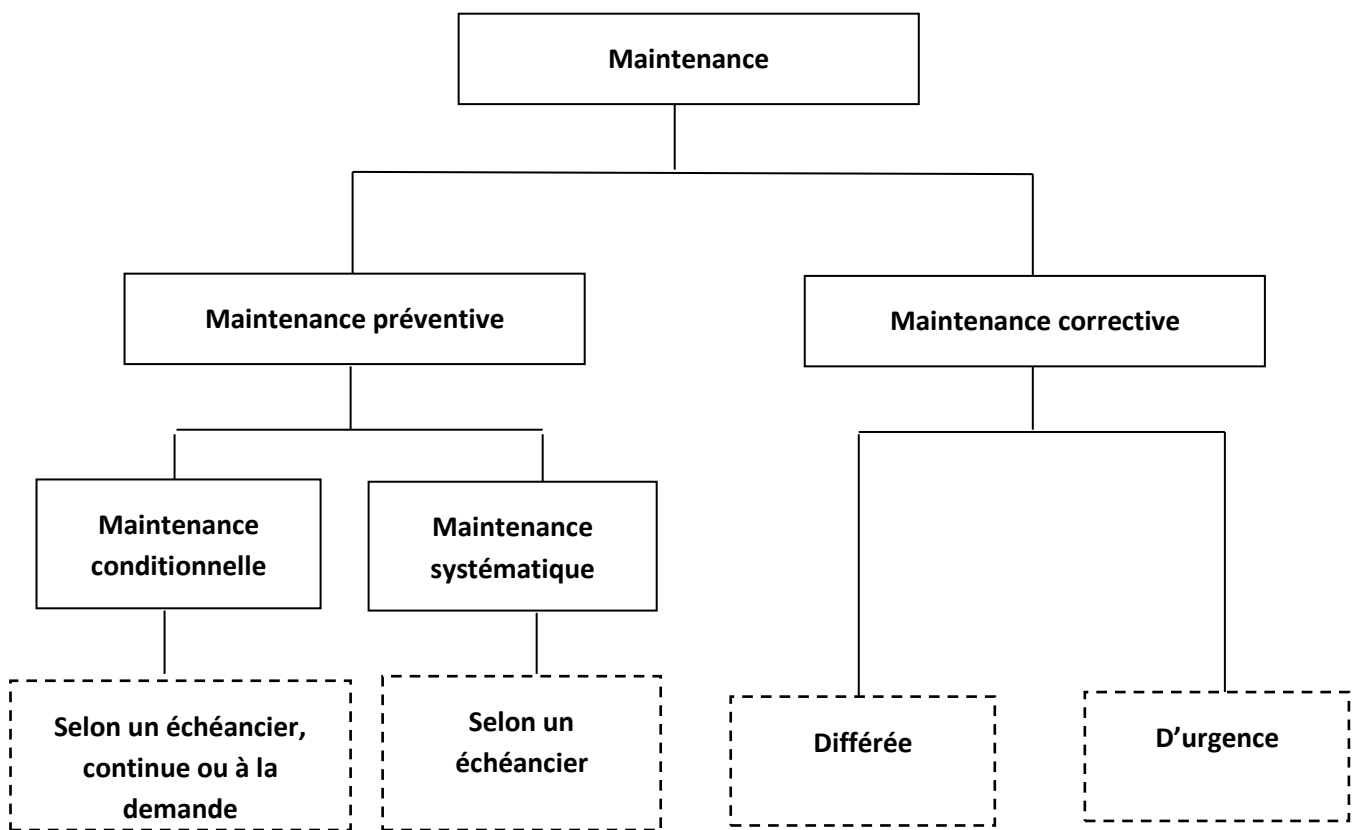 Maintenance
Maintenance préventive
Maintenance corrective
Maintenance
conditionnelle
Maintenance
systématique
Selon un échéancier,
continue ou à la
demande
Selon un
échéancier
Différée
D’urgence